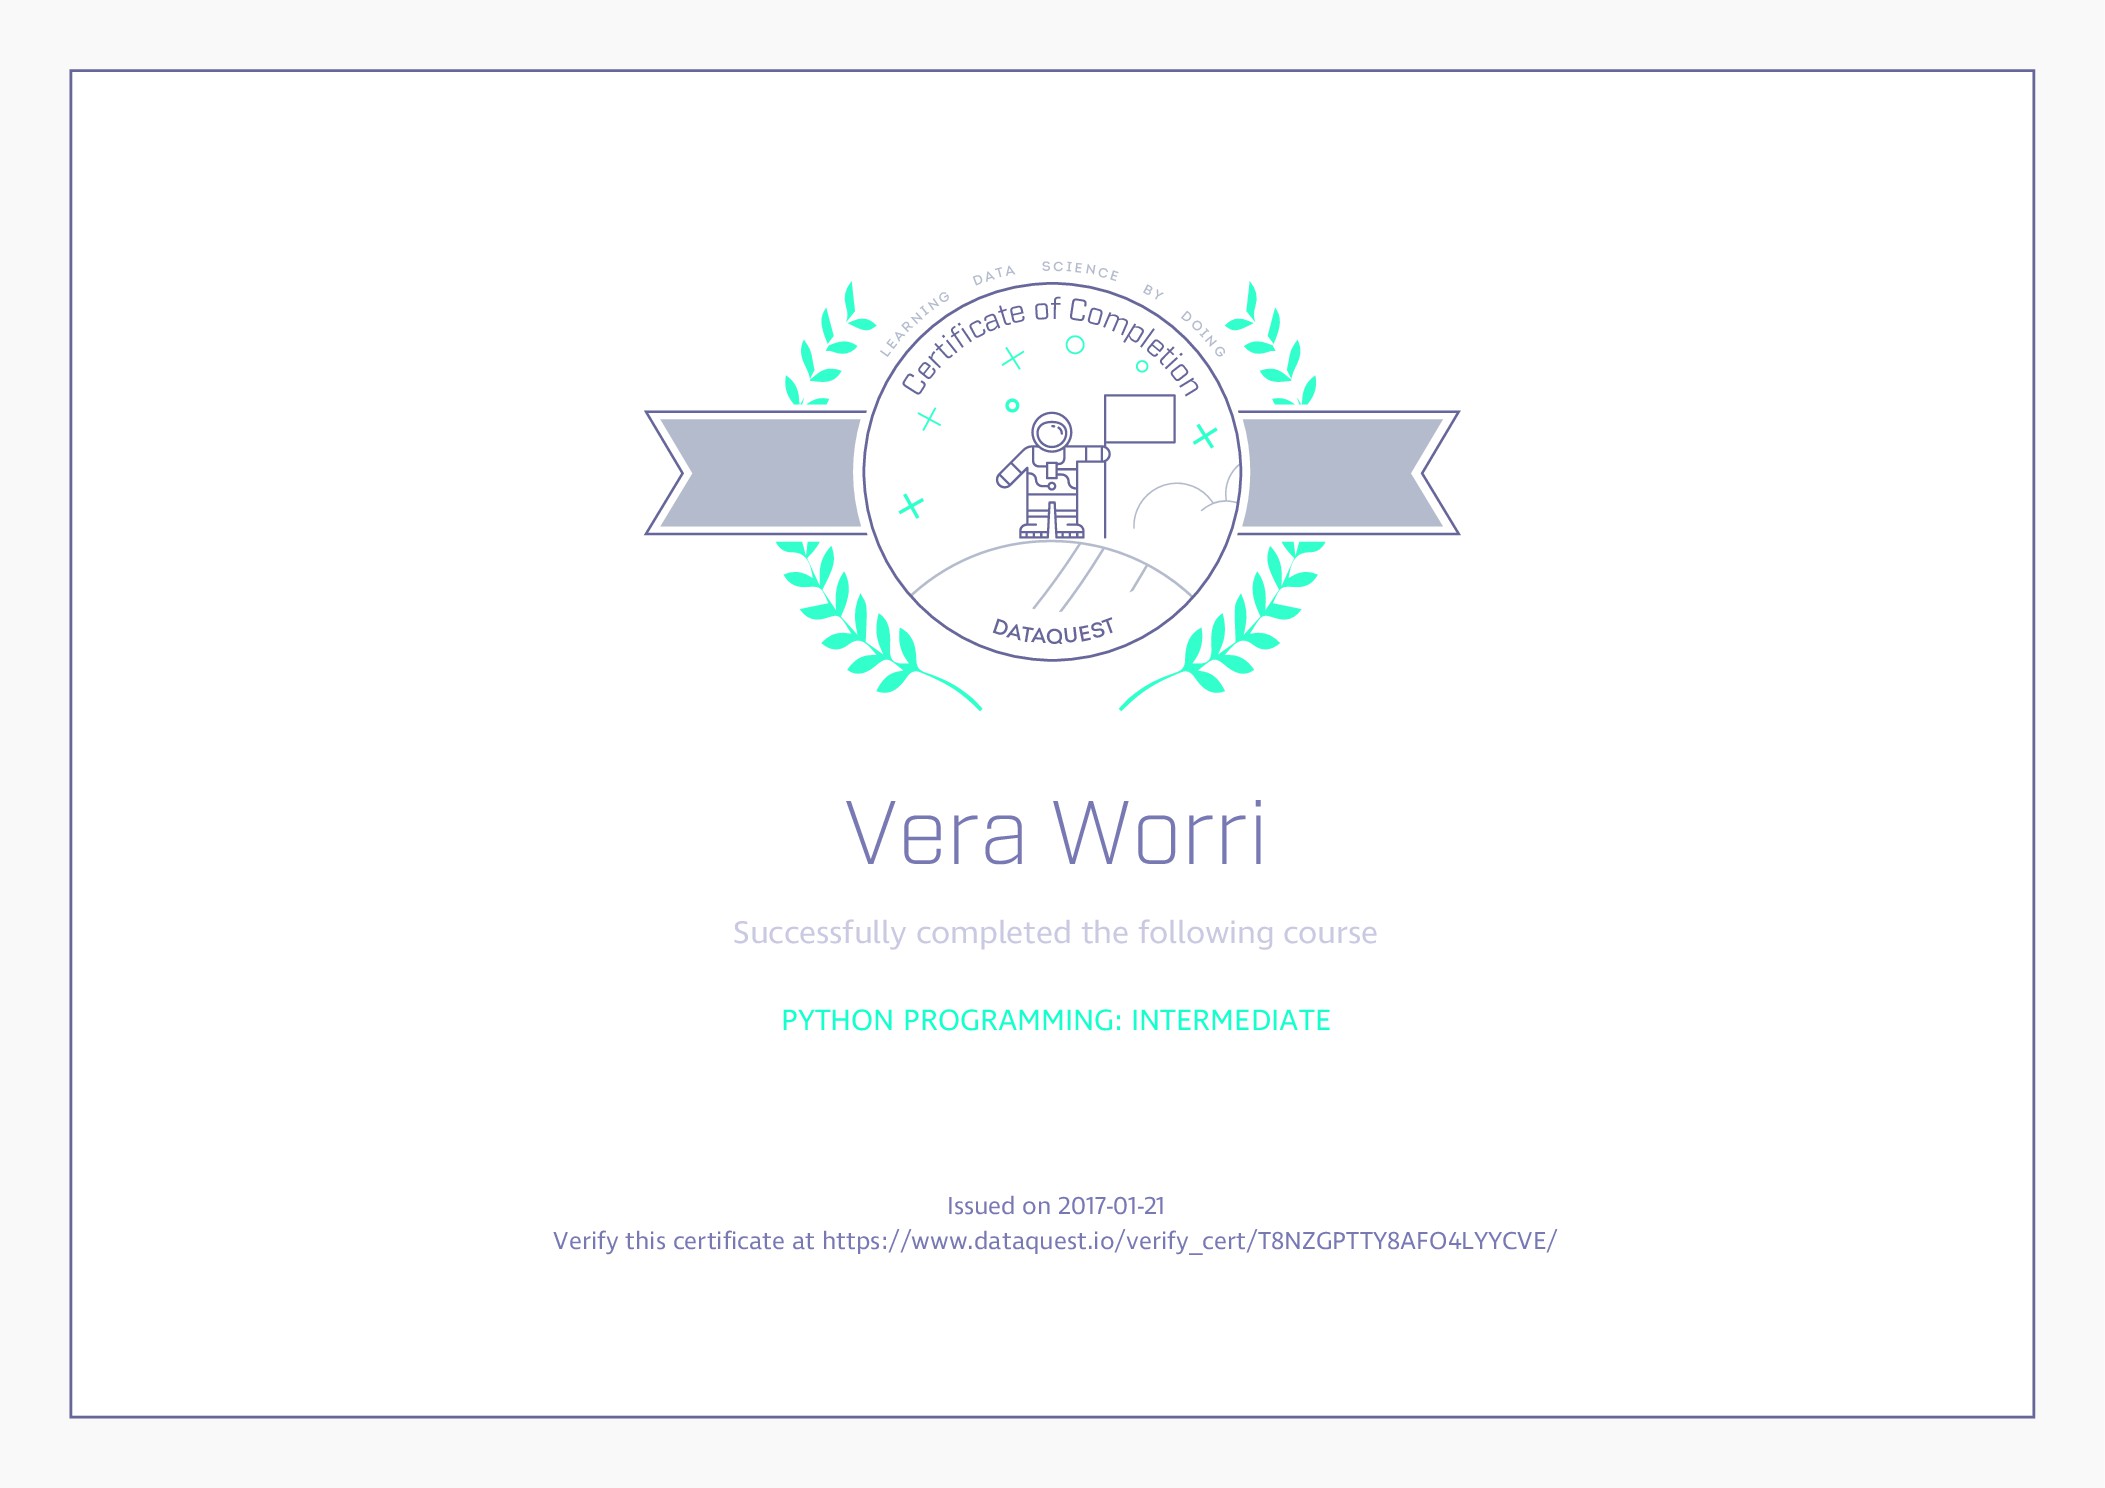 LEARNING DATA SCIENCE BY DOING
Certificate of Completion
DATAQUEST
Vera Worri
Successfully completed the following course
PYTHON PROGRAMMING: INTERMEDIATE
Issued on 2017-01-21
Verify this certificate at https://www.dataquest.io/verify_cert/T8NZGPTTY8AFO4LYYCVE/